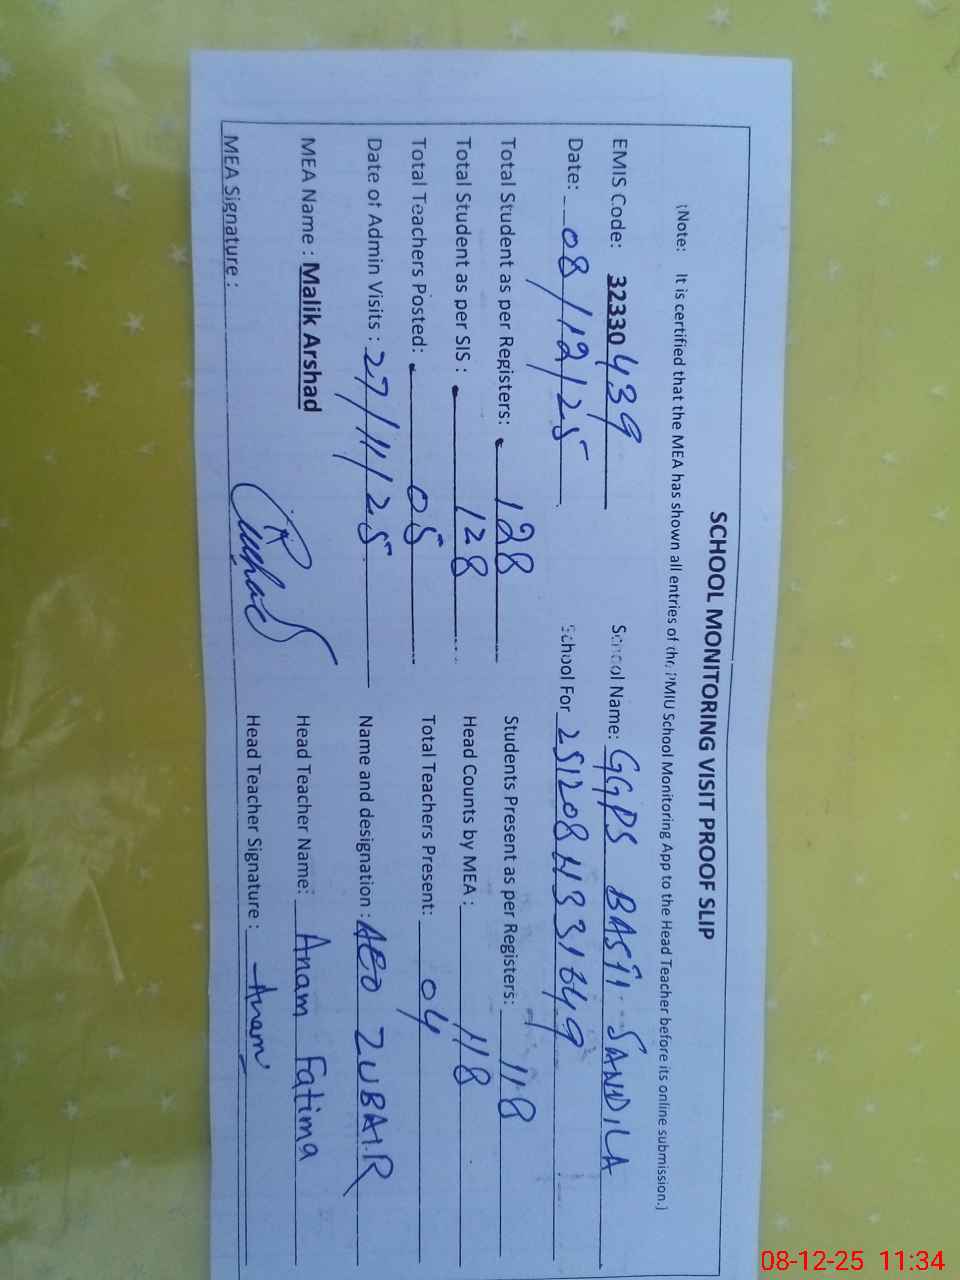 SCHOOL MONITORING VISIT PROOF SLIP
(Note: It is certified that the MEA has shown all entries of the PMIU School Monitoring App to the Head Teacher before its online submission.)
EMIS Code: 32330439 School Name: GGPS BASTI SANDILA
Date: 08/12/25 School For 251208H331649
Total Student as per Registers: 128 Students Present as per Registers: 118
Total Student as per SIS: 128 Head Counts by MEA: 118
Total Teachers Posted: 05 Total Teachers Present: 04
Date of Admin Visits: 27/11/25 Name and designation: AEO ZUBAIR
MEA Name: Malik Arshad Head Teacher Name: Anam Fatima
MEA Signature: Arshad Head Teacher Signature: Anam
08-12-25 11:34